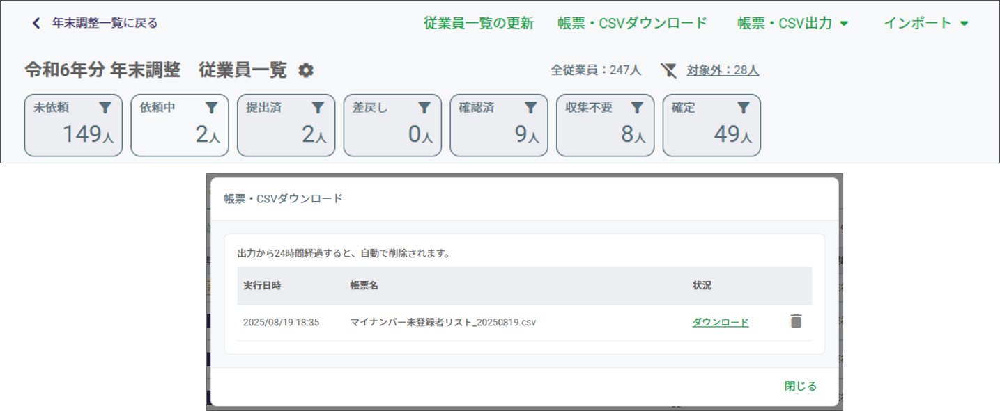 年末調整一覧に戻る 従業員一覧の更新 帳票・CSVダウンロード 帳票・CSV出力 インポート
令和6年分 年末調整 従業員一覧 全従業員：247人 対象外：28人
未依頼 依頼中 提出済 差戻し 確認済 収集不要 確定
149人 2人 2人 0人 9人 8人 49人
帳票・CSVダウンロード
出力から24時間経過すると、自動で削除されます。
実行日時 帳票名 状況
2025/08/19 18:35 マイナンバー未登録者リスト_20250819.csv ダウンロード
閉じる